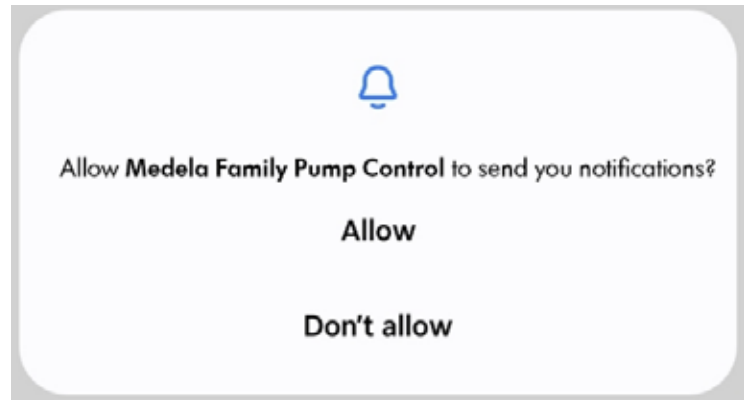 Allow Medela Family Pump Control to send you notifications?
Allow
Don't allow